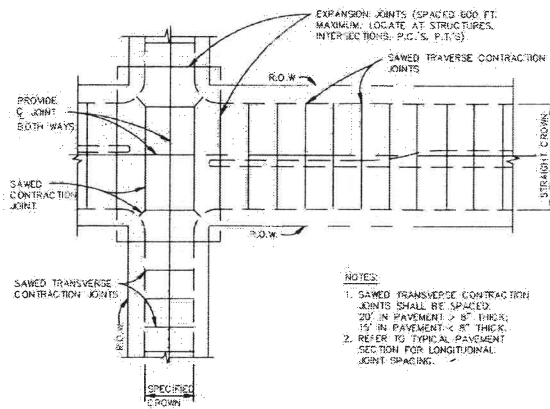 EXPANSION JOINTS (SPACED 600 FT.
MAXIMUM, LOCATE AT STRUCTURES,
INTERSECTIONS, P.C.'S, P.T.'S)
R.O.W.
SAWED TRAVERSE CONTRACTION
JOINTS
PROVIDE
℄ JOINT
BOTH WAYS
SAWED
CONTRACTION
JOINT
STRAIGHT CROWN
R.O.W.
SAWED TRANSVERSE
CONTRACTION JOINTS
R.O.W.
SPECIFIED
CROWN
NOTES:
1. SAWED TRANSVERSE CONTRACTION
JOINTS SHALL BE SPACED:
20' IN PAVEMENT > 8" THICK;
15' IN PAVEMENT < 8" THICK.
2. REFER TO TYPICAL PAVEMENT
SECTION FOR LONGITUDINAL
JOINT SPACING.